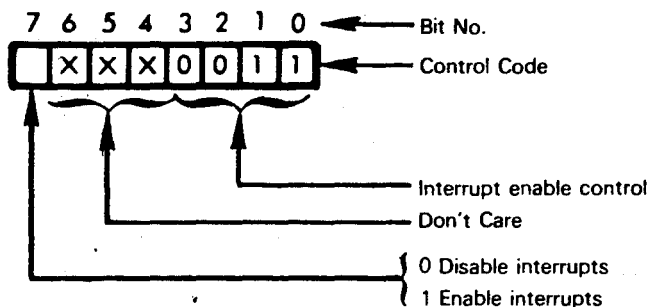 7 6 5 4 3 2 1 0 Bit No.
X X X 0 0 1 1 Control Code
Interrupt enable control
Don't Care
0 Disable interrupts
1 Enable interrupts